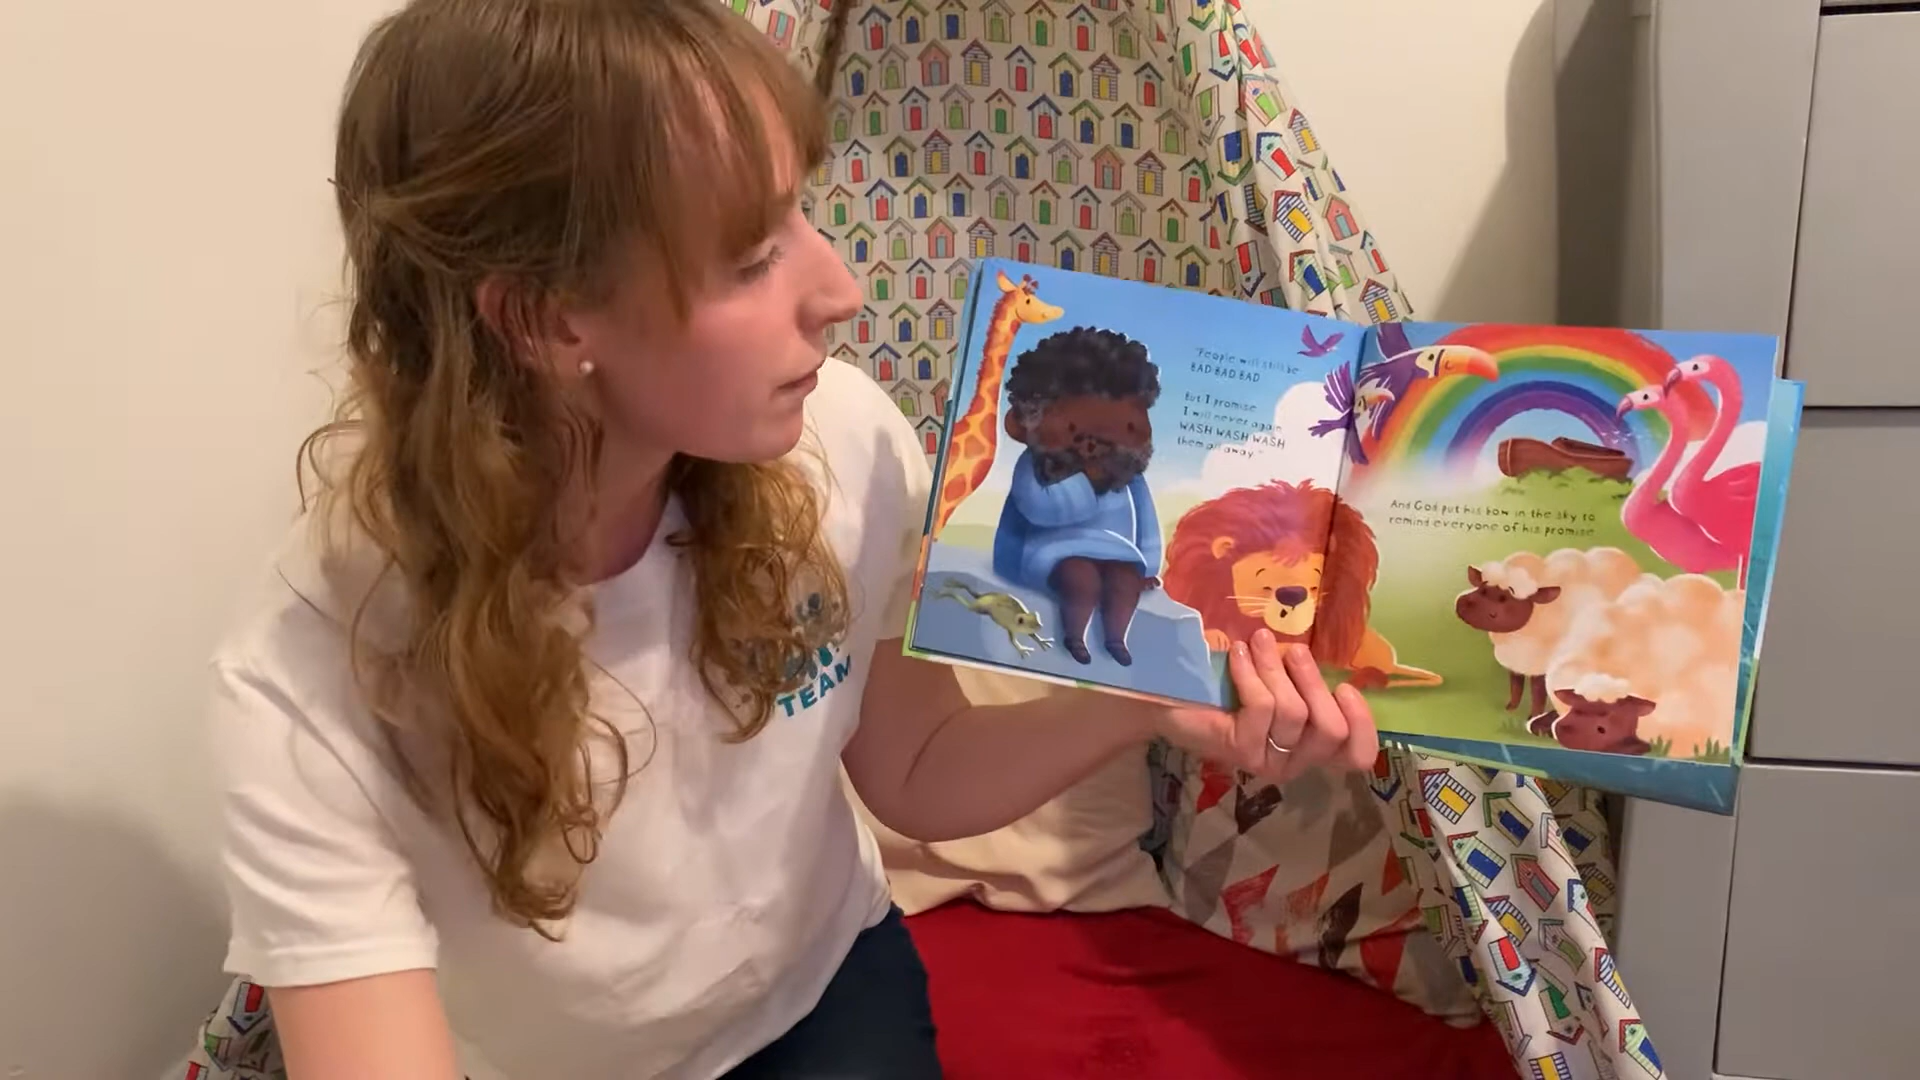 "People will still be
BAD BAD BAD
But I promise
I will never again
WASH WASH WASH
them all away."
And God put his bow in the sky to
remind everyone of his promise.
TEAM